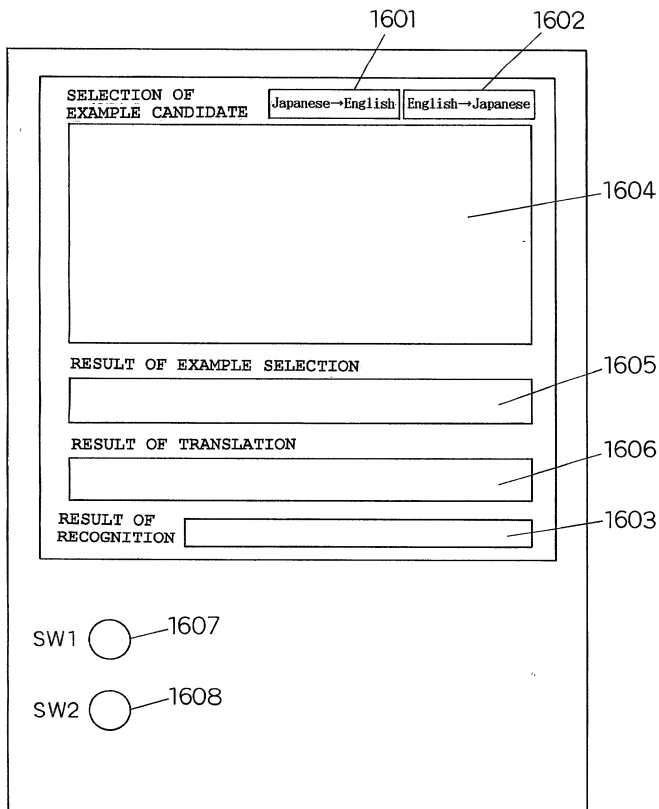 1601
1602
SELECTION OF
EXAMPLE CANDIDATE
Japanese→English
English→Japanese
1604
RESULT OF EXAMPLE SELECTION
1605
RESULT OF TRANSLATION
1606
RESULT OF
RECOGNITION
1603
SW1
1607
SW2
1608